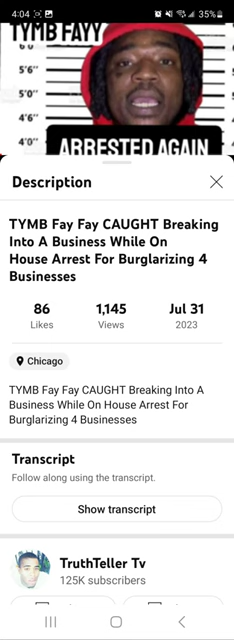 4:04
35%
TYMB FAYY
6'0
5'6"
5'0"
4'6"
4'0"
ARRESTED AGAIN
Description
TYMB Fay Fay CAUGHT Breaking
Into A Business While On
House Arrest For Burglarizing 4
Businesses
86
1,145
Jul 31
Likes
Views
2023
Chicago
TYMB Fay Fay CAUGHT Breaking Into A
Business While On House Arrest For
Burglarizing 4 Businesses
Transcript
Follow along using the transcript.
Show transcript
TruthTeller Tv
125K subscribers